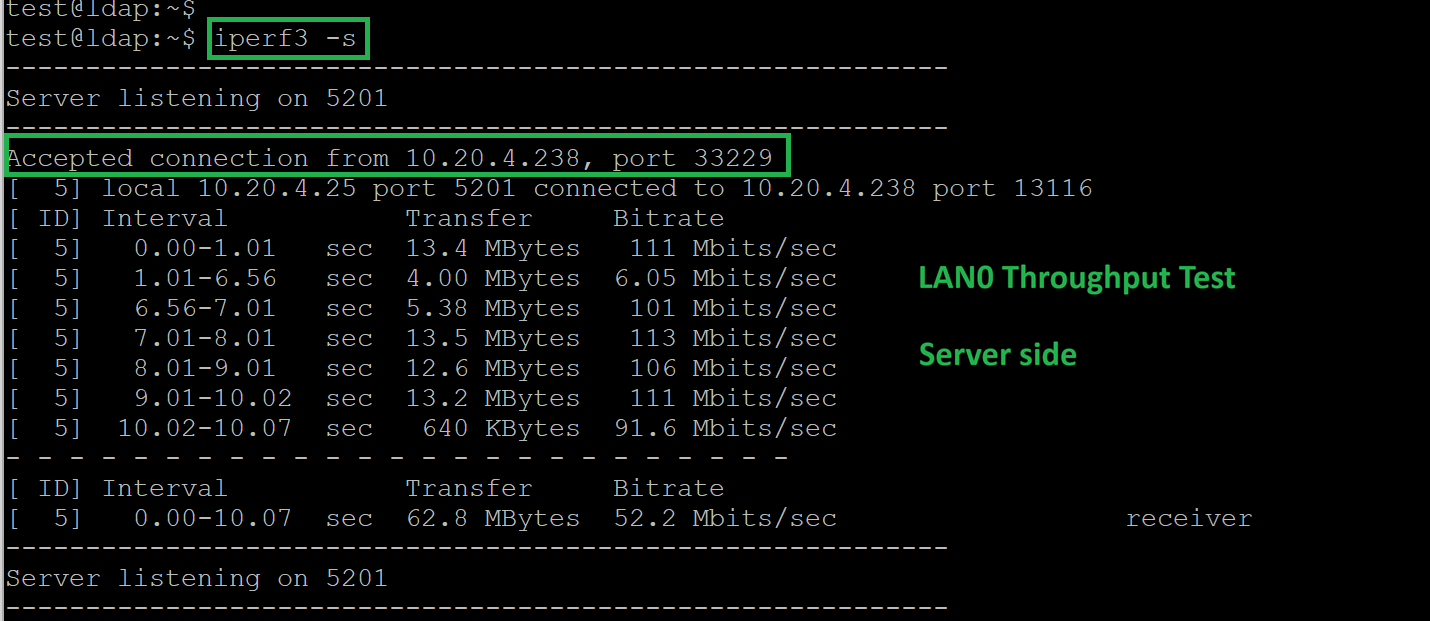 test@ldap:~$
test@ldap:~$ iperf3 -s
-----------------------------------------------------------
Server listening on 5201
-----------------------------------------------------------
Accepted connection from 10.20.4.238, port 33229
[  5] local 10.20.4.25 port 5201 connected to 10.20.4.238 port 13116
[ ID] Interval           Transfer     Bitrate
[  5]   0.00-1.01   sec  13.4 MBytes   111 Mbits/sec
[  5]   1.01-6.56   sec  4.00 MBytes  6.05 Mbits/sec
LAN0 Throughput Test
[  5]   6.56-7.01   sec  5.38 MBytes   101 Mbits/sec
[  5]   7.01-8.01   sec  13.5 MBytes   113 Mbits/sec
Server side
[  5]   8.01-9.01   sec  12.6 MBytes   106 Mbits/sec
[  5]   9.01-10.02  sec  13.2 MBytes   111 Mbits/sec
[  5]  10.02-10.07  sec   640 KBytes  91.6 Mbits/sec
- - - - - - - - - - - - - - - - - - - - - - - - -
[ ID] Interval           Transfer     Bitrate
[  5]   0.00-10.07  sec  62.8 MBytes  52.2 Mbits/sec                  receiver
-----------------------------------------------------------
Server listening on 5201
-----------------------------------------------------------